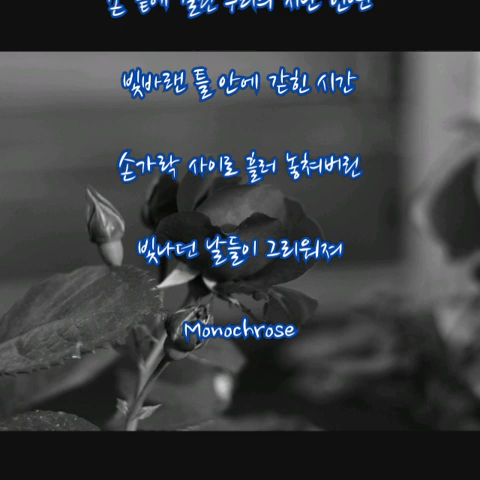 빛바랜 틀 안에 갇힌 시간
손가락 사이로 흘러 놓쳐버린
빛나던 날들이 그리워져
Monochrose